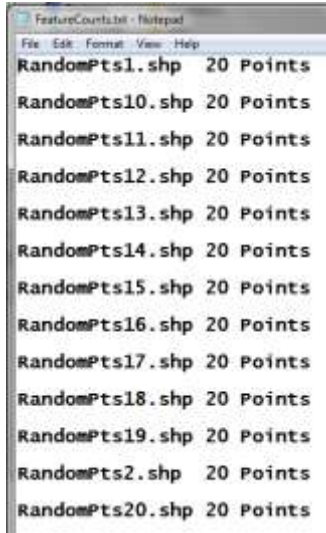 FeatureCounts.txt - Notepad
File Edit Format View Help
RandomPts1.shp 20 Points
RandomPts10.shp 20 Points
RandomPts11.shp 20 Points
RandomPts12.shp 20 Points
RandomPts13.shp 20 Points
RandomPts14.shp 20 Points
RandomPts15.shp 20 Points
RandomPts16.shp 20 Points
RandomPts17.shp 20 Points
RandomPts18.shp 20 Points
RandomPts19.shp 20 Points
RandomPts2.shp 20 Points
RandomPts20.shp 20 Points